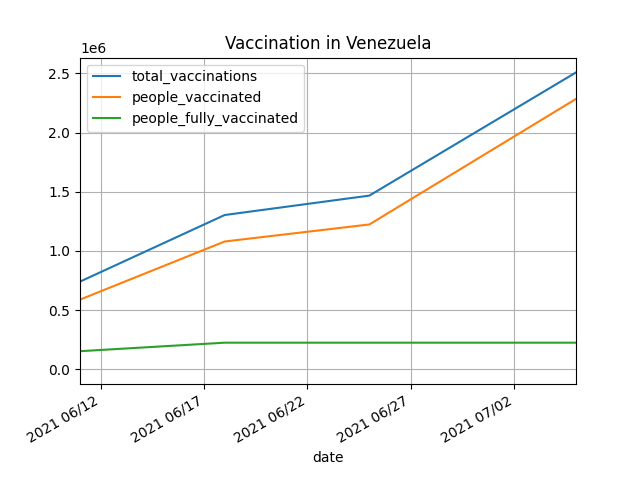 Vaccination in Venezuela
1e6
total_vaccinations
people_vaccinated
people_fully_vaccinated
2.5
2.0
1.5
1.0
0.5
0.0
2021 06/12
2021 06/17
2021 06/22
2021 06/27
2021 07/02
date